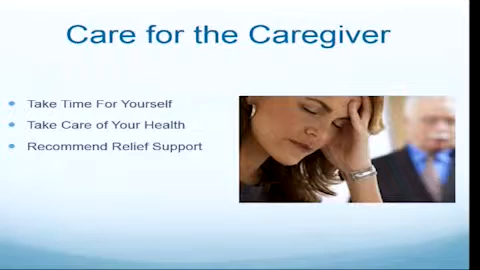 Care for the Caregiver
Take Time For Yourself
Take Care of Your Health
Recommend Relief Support